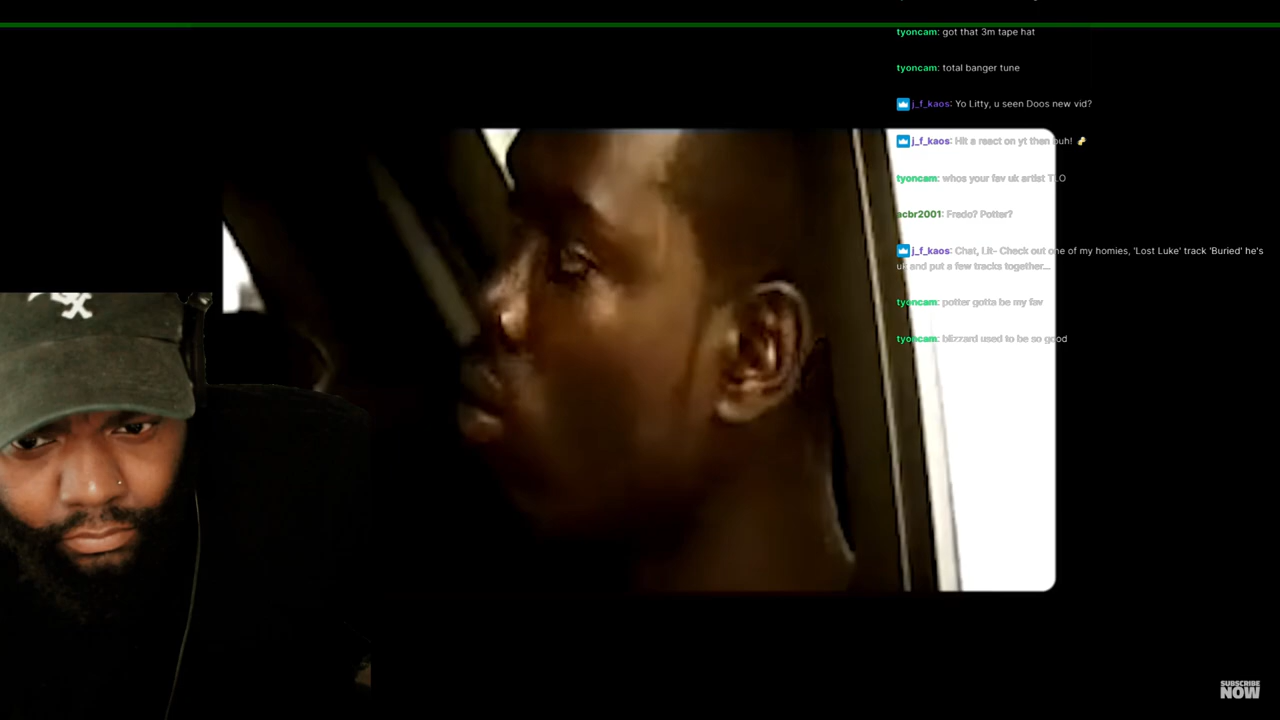 tyoncam: got that 3m tape hat
tyoncam: total banger tune
j_f_kaos: Yo Litty, u seen Doos new vid?
j_f_kaos: Hit a react on yt then buh!
tyoncam: whos your fav uk artist TLO
acbr2001: Fredo? Potter?
j_f_kaos: Chat, Lit- Check out one of my homies, 'Lost Luke' track 'Buried' he's
uk and put a few tracks together...
tyoncam: potter gotta be my fav
tyoncam: blizzard used to be so good
SUBSCRIBE
NOW